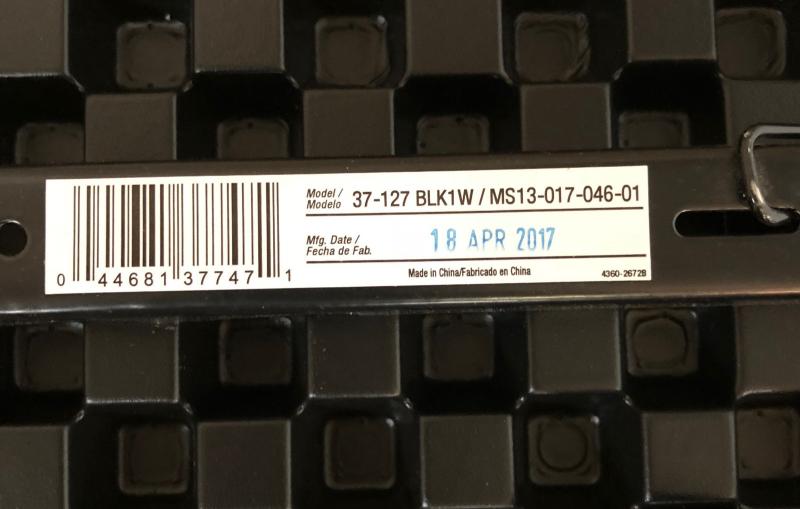 Model / Modelo 37-127 BLK1W / MS13-017-046-01
Mfg. Date / Fecha de Fab. 18 APR 2017
Made in China/Fabricado en China 4360-2672B
0 44681 37747 1